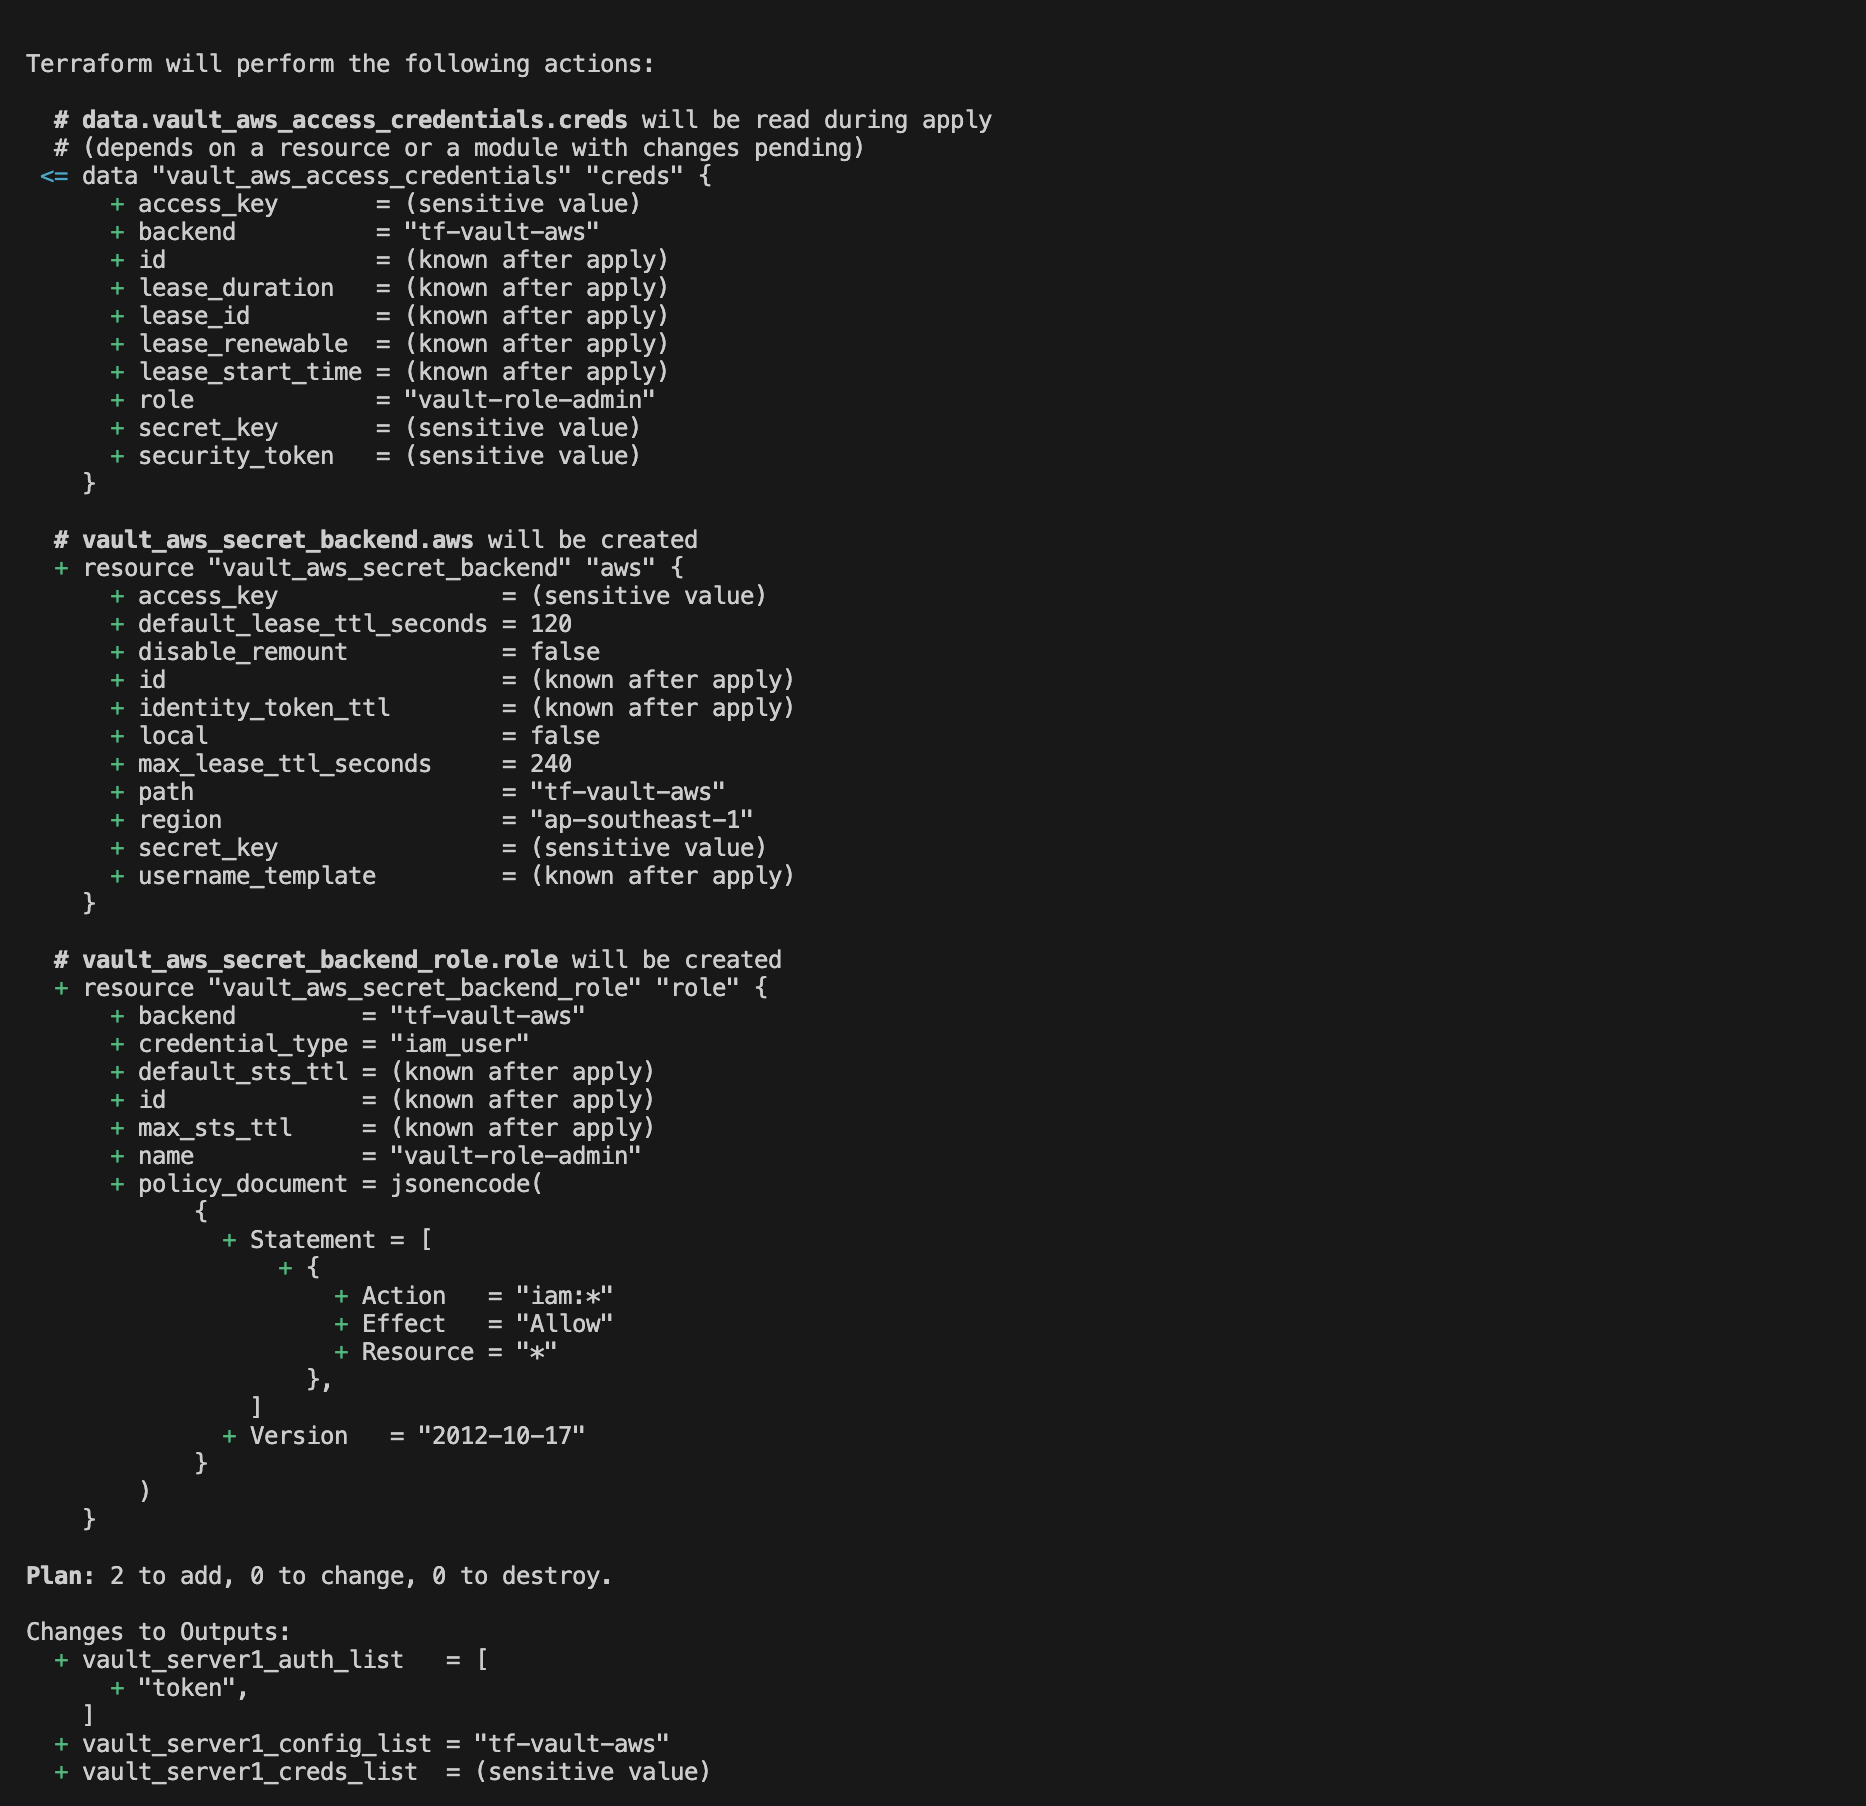 Terraform will perform the following actions:

  # data.vault_aws_access_credentials.creds will be read during apply
  # (depends on a resource or a module with changes pending)
 <= data "vault_aws_access_credentials" "creds" {
      + access_key       = (sensitive value)
      + backend          = "tf-vault-aws"
      + id               = (known after apply)
      + lease_duration   = (known after apply)
      + lease_id         = (known after apply)
      + lease_renewable  = (known after apply)
      + lease_start_time = (known after apply)
      + role             = "vault-role-admin"
      + secret_key       = (sensitive value)
      + security_token   = (sensitive value)
    }

  # vault_aws_secret_backend.aws will be created
  + resource "vault_aws_secret_backend" "aws" {
      + access_key                = (sensitive value)
      + default_lease_ttl_seconds = 120
      + disable_remount           = false
      + id                        = (known after apply)
      + identity_token_ttl        = (known after apply)
      + local                     = false
      + max_lease_ttl_seconds     = 240
      + path                      = "tf-vault-aws"
      + region                    = "ap-southeast-1"
      + secret_key                = (sensitive value)
      + username_template         = (known after apply)
    }

  # vault_aws_secret_backend_role.role will be created
  + resource "vault_aws_secret_backend_role" "role" {
      + backend         = "tf-vault-aws"
      + credential_type = "iam_user"
      + default_sts_ttl = (known after apply)
      + id              = (known after apply)
      + max_sts_ttl     = (known after apply)
      + name            = "vault-role-admin"
      + policy_document = jsonencode(
            {
              + Statement = [
                  + {
                      + Action   = "iam:*"
                      + Effect   = "Allow"
                      + Resource = "*"
                    },
                ]
              + Version   = "2012-10-17"
            }
        )
    }

Plan: 2 to add, 0 to change, 0 to destroy.

Changes to Outputs:
  + vault_server1_auth_list   = [
      + "token",
    ]
  + vault_server1_config_list = "tf-vault-aws"
  + vault_server1_creds_list  = (sensitive value)